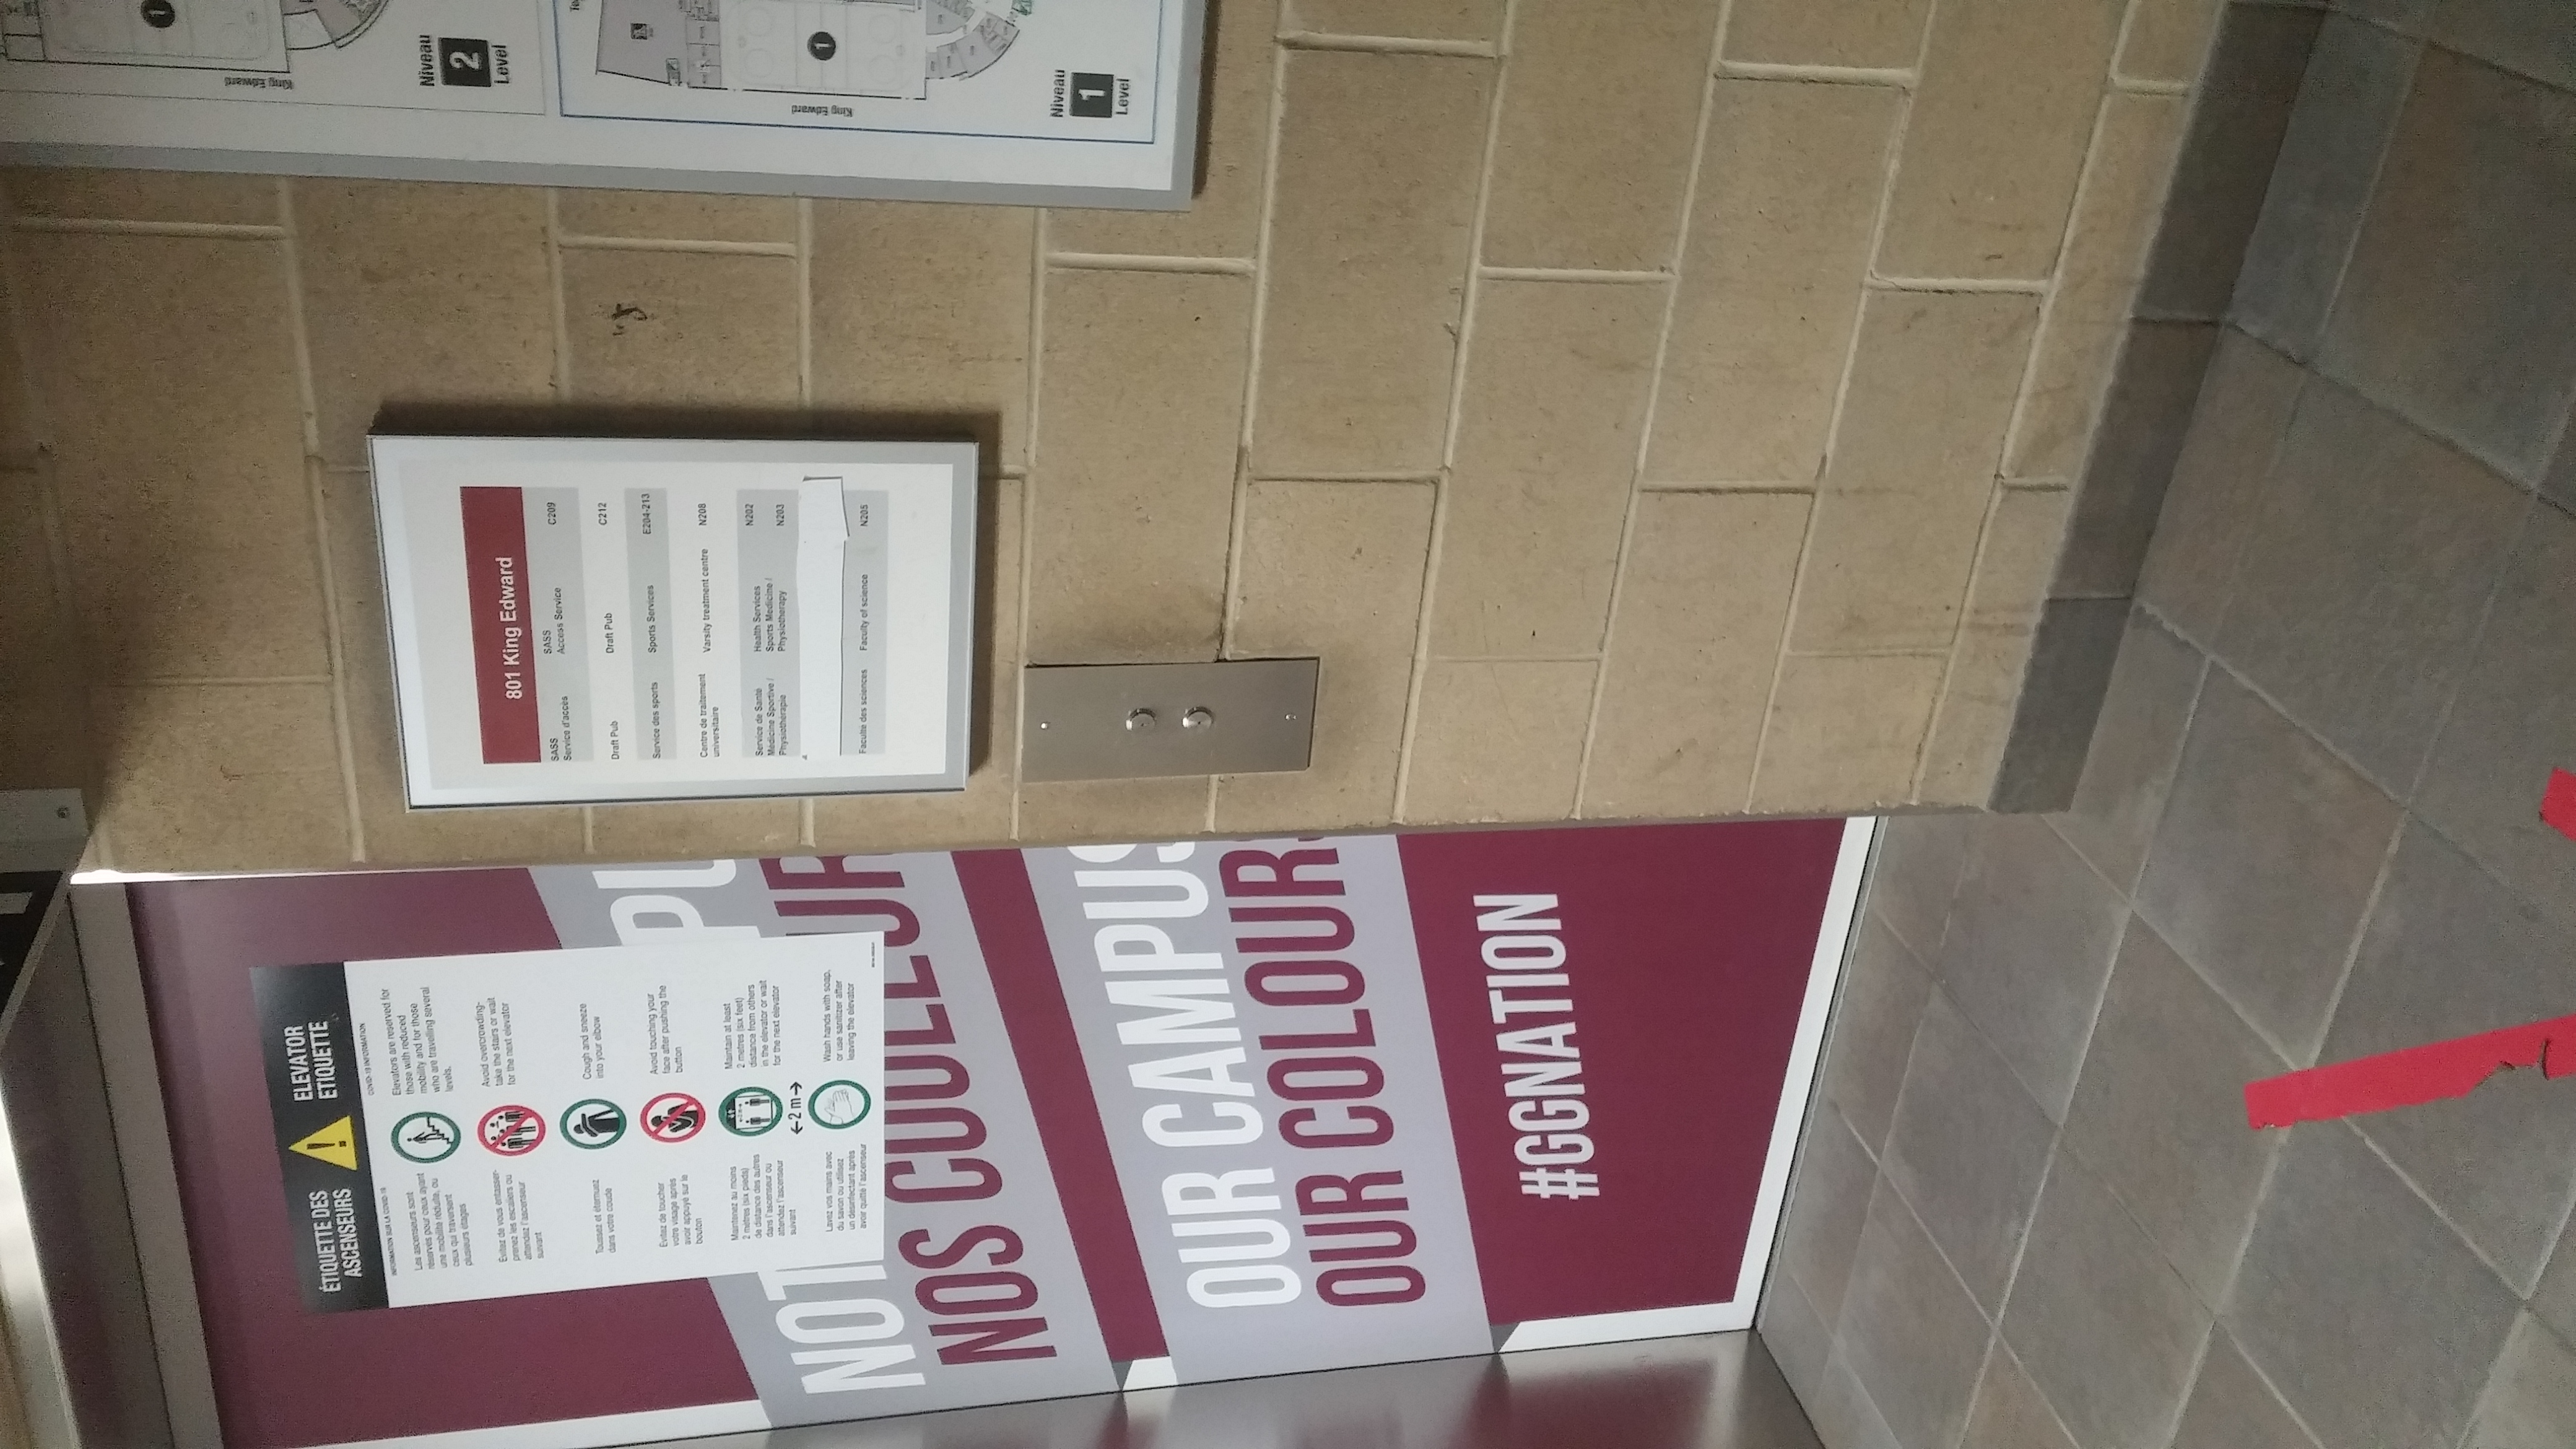 ÉTIQUETTE DES
ASCENSEURS
ELEVATOR
ETIQUETTE
INFORMATION SUR LA COVID-19
COVID-19 INFORMATION
Les ascenseurs sont
réservés pour ceux ayant
une mobilité réduite, ou
ceux qui traversent
plusieurs étages
Elevators are reserved for
those with reduced
mobility and for those
who are travelling several
levels.
Évitez de vous entasser-
prenez les escaliers ou
attendez l'ascenseur
suivant
Avoid overcrowding-
take the stairs or wait
for the next elevator
Toussez et éternuez
dans votre coude
Cough and sneeze
into your elbow
Évitez de toucher
votre visage après
avoir appuyé sur le
bouton
Avoid touching your
face after pushing the
button
Maintenez au moins
2 mètres (six pieds)
de distance des autres
dans l'ascenseur ou
attendez l'ascenseur
suivant
Maintain at least
2 metres (six feet)
distance from others
in the elevator or wait
for the next elevator
2 m
Lavez vos mains avec
du savon ou utilisez
un désinfectant après
avoir quitté l'ascenseur
Wash hands with soap,
or use sanitizer after
leaving the elevator
NOT PU
NOS COULEUR
OUR CAMPUS
OUR COLOURS
#GGNATION
801 King Edward
SASS
Service d'accès
SASS
Access Service
C209
Draft Pub Draft Pub C212
Service des sports Sports Services E204-213
Centre de traitement
universitaire
Varsity treatment centre N208
Service de Santé
Médicine Sportive /
Physiothérapie
Health Services
Sports Medicine /
Physiotherapy
N202
N203
Faculté des sciences Faculty of science N205
King Edward
1
Niveau
2
Level
King Edward
1
Niveau
1
Level